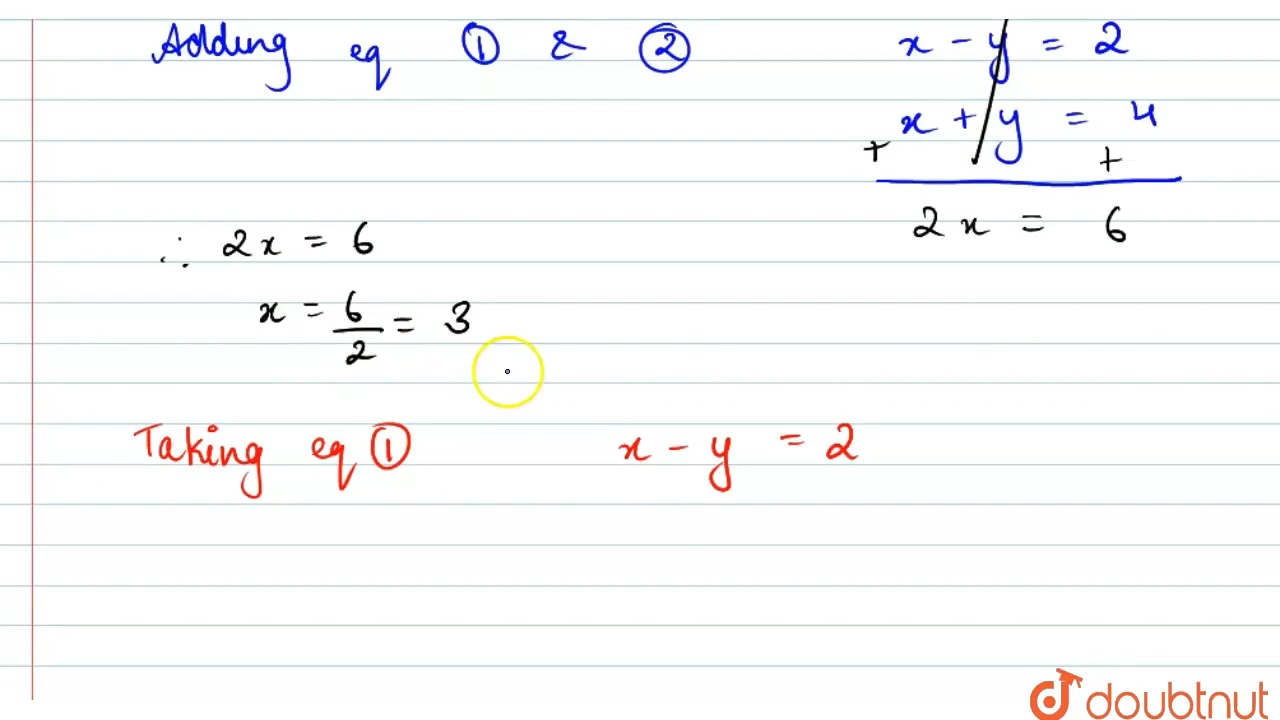 Adding eq ① & ②
x - y = 2
x + y = 4
+ +
2x = 6
∴ 2x = 6
x = 6/2 = 3
Taking eq ① x - y = 2
doubtnut